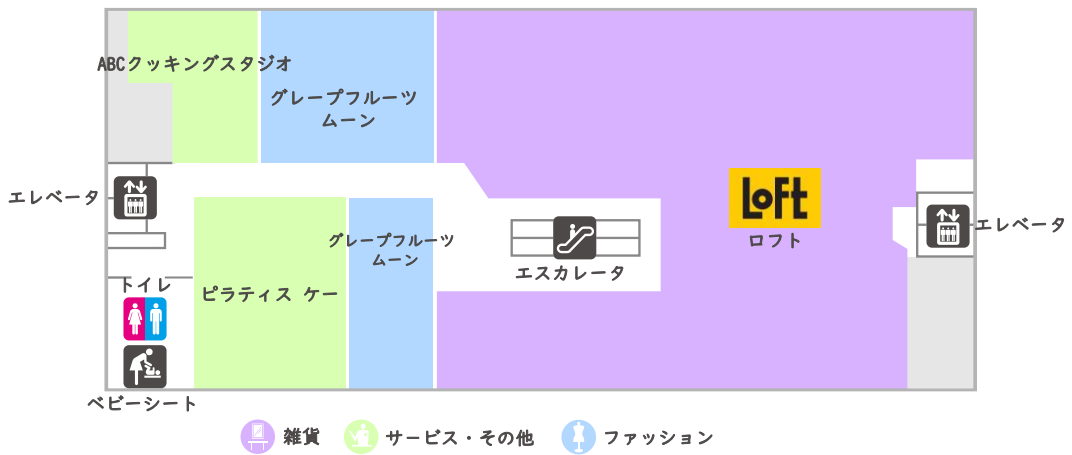 ABCクッキングスタジオ
グレープフルーツ
ムーン
エレベータ
LOFT
ロフト
エレベータ
グレープフルーツ
ムーン
エスカレータ
トイレ
ピラティス ケー
ベビーシート
雑貨
サービス・その他
ファッション